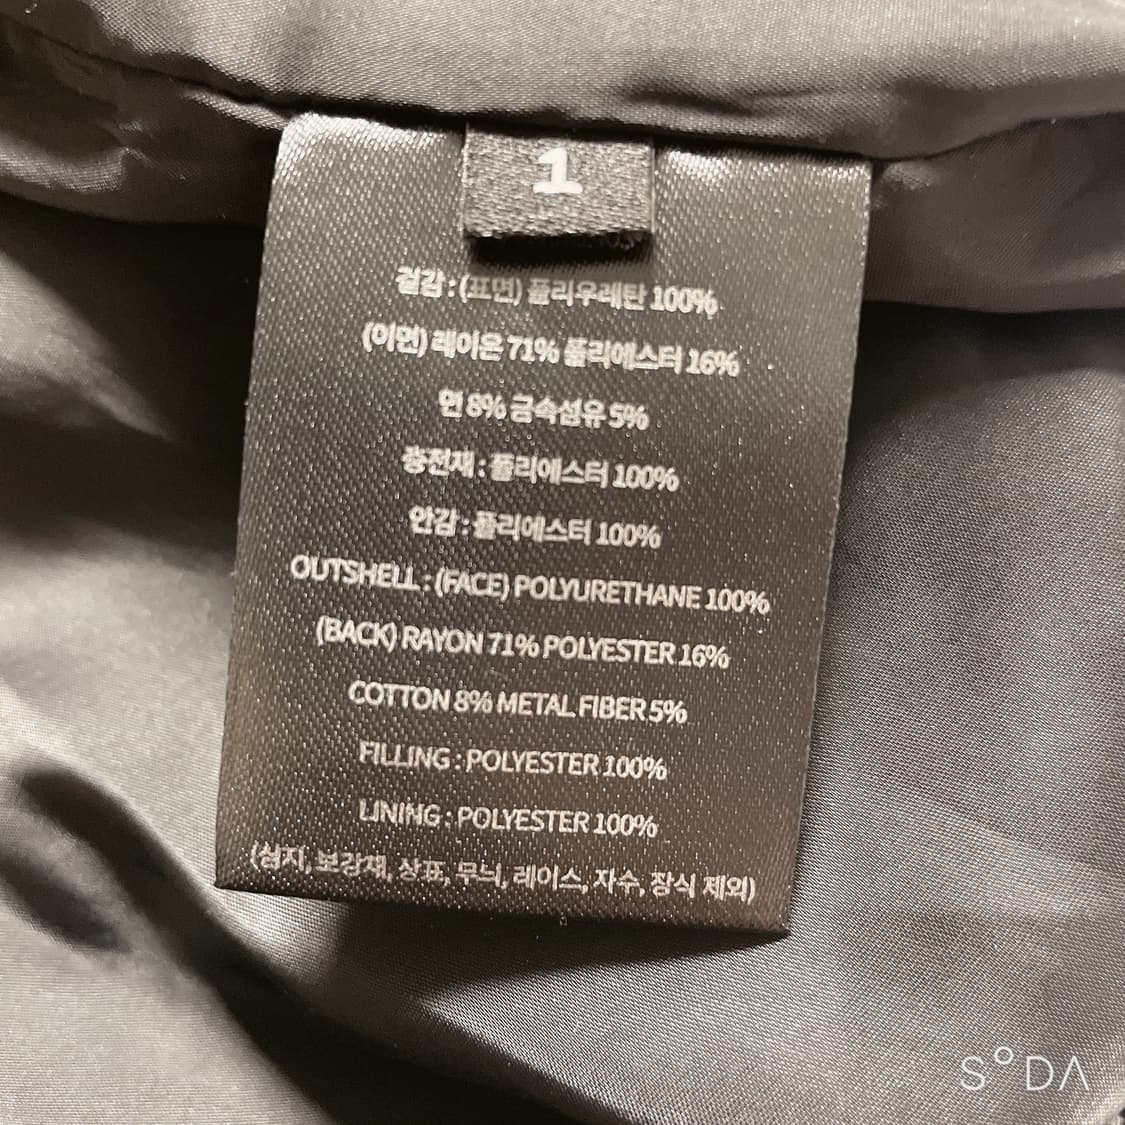 1
겉감 : (표면) 폴리우레탄 100%
(이면) 레이온 71% 폴리에스터 16%
면 8% 금속섬유 5%
충전재 : 폴리에스터 100%
안감 : 폴리에스터 100%
OUTSHELL : (FACE) POLYURETHANE 100%
(BACK) RAYON 71% POLYESTER 16%
COTTON 8% METAL FIBER 5%
FILLING : POLYESTER 100%
LINING : POLYESTER 100%
(심지, 보강재, 상표, 무늬, 레이스, 자수, 장식 제외)
SODA